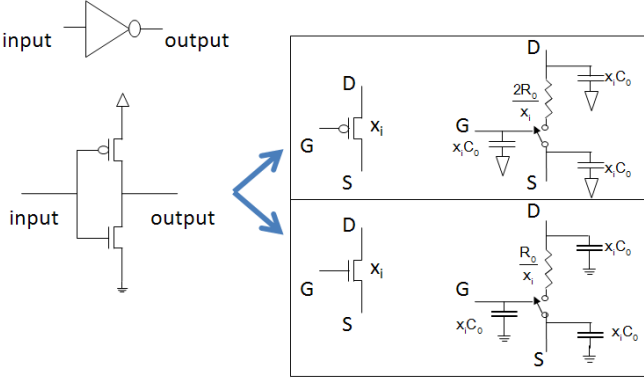 input output
input output
D
G
S
xᵢ
D
2R₀
xᵢ
G
xᵢC₀
xᵢC₀
xᵢC₀
S
D
G
S
xᵢ
D
R₀
xᵢ
G
xᵢC₀
xᵢC₀
xᵢC₀
S